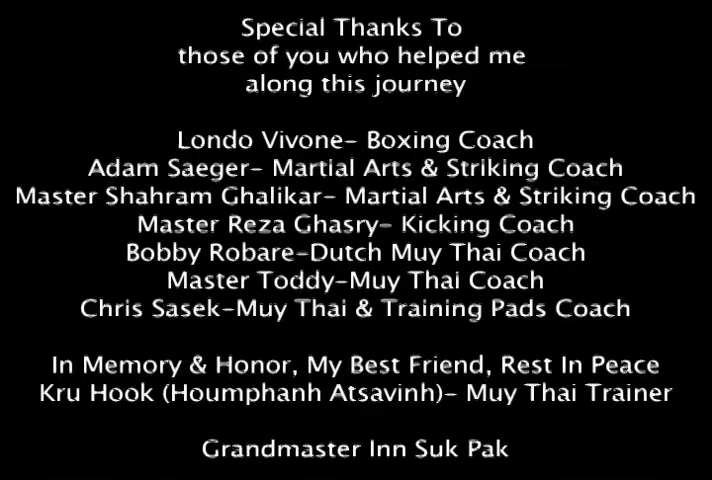 Special Thanks To
those of you who helped me
along this journey
Londo Vivone- Boxing Coach
Adam Saeger- Martial Arts & Striking Coach
Master Shahram Ghalikar- Martial Arts & Striking Coach
Master Reza Ghasry- Kicking Coach
Bobby Robare-Dutch Muy Thai Coach
Master Toddy-Muy Thai Coach
Chris Sasek-Muy Thai & Training Pads Coach
In Memory & Honor, My Best Friend, Rest In Peace
Kru Hook (Houmphanh Atsavinh)- Muy Thai Trainer
Grandmaster Inn Suk Pak